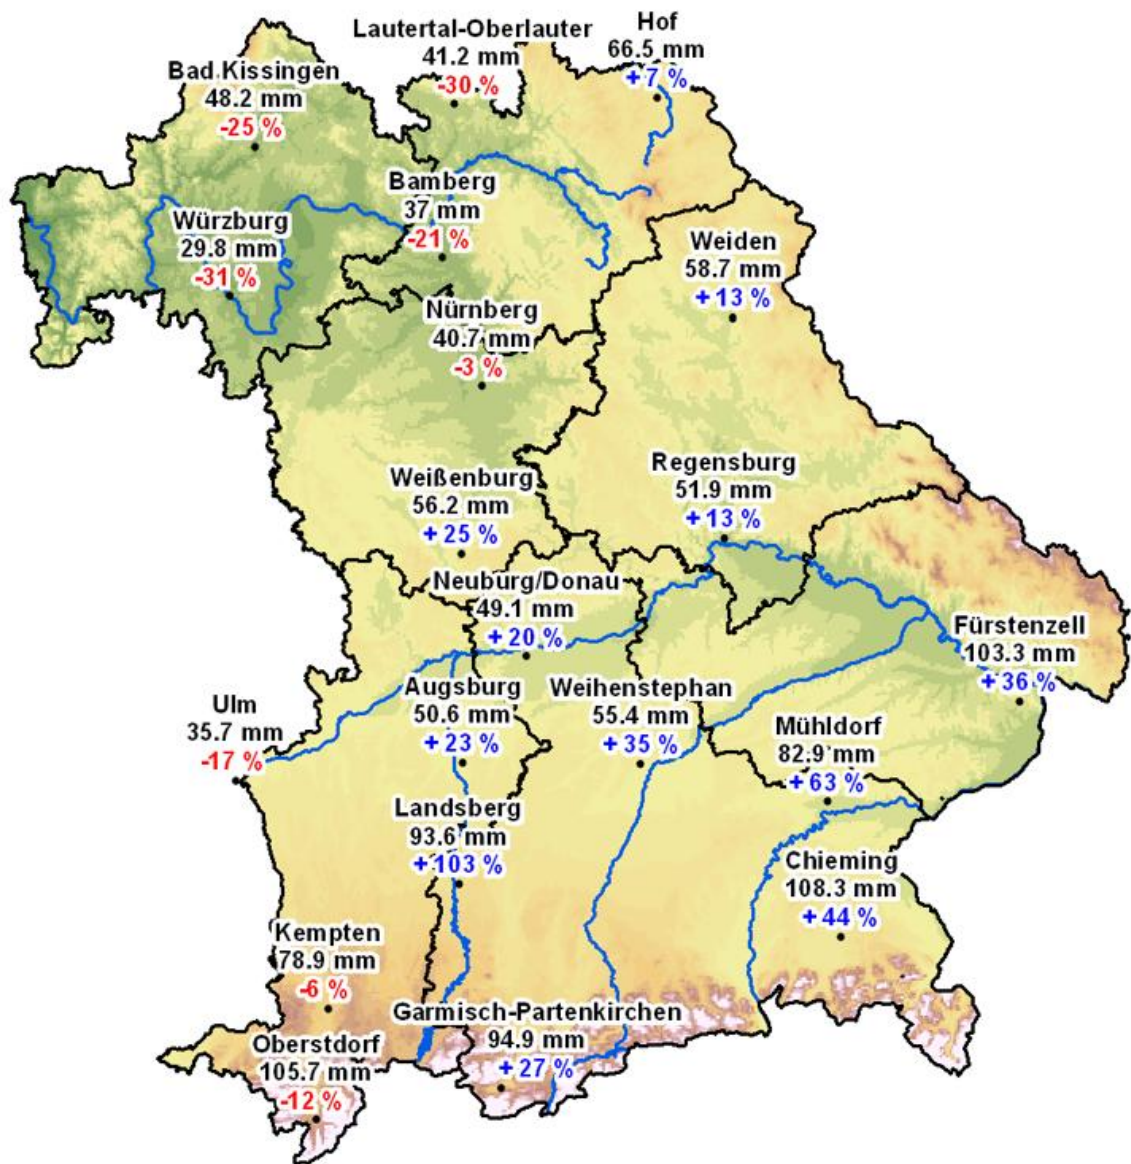 Lautertal-Oberlauter
41.2 mm
-30 %
Hof
66.5 mm
+7 %
Bad Kissingen
48.2 mm
-25 %
Bamberg
37 mm
-21 %
Würzburg
29.8 mm
-31 %
Weiden
58.7 mm
+13 %
Nürnberg
40.7 mm
-3 %
Weißenburg
56.2 mm
+25 %
Regensburg
51.9 mm
+13 %
Neuburg/Donau
49.1 mm
+20 %
Fürstenzell
103.3 mm
+36 %
Ulm
35.7 mm
-17 %
Augsburg
50.6 mm
+23 %
Weihenstephan
55.4 mm
+35 %
Mühldorf
82.9 mm
+63 %
Landsberg
93.6 mm
+103 %
Chieming
108.3 mm
+44 %
Kempten
78.9 mm
-6 %
Garmisch-Partenkirchen
94.9 mm
+27 %
Oberstdorf
105.7 mm
-12 %